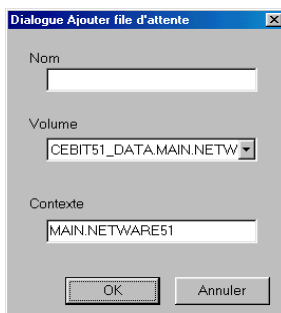 Dialogue Ajouter file d'attente
Nom
Volume
CEBIT51_DATA.MAIN.NETW
Contexte
MAIN.NETWARE51
OK
Annuler